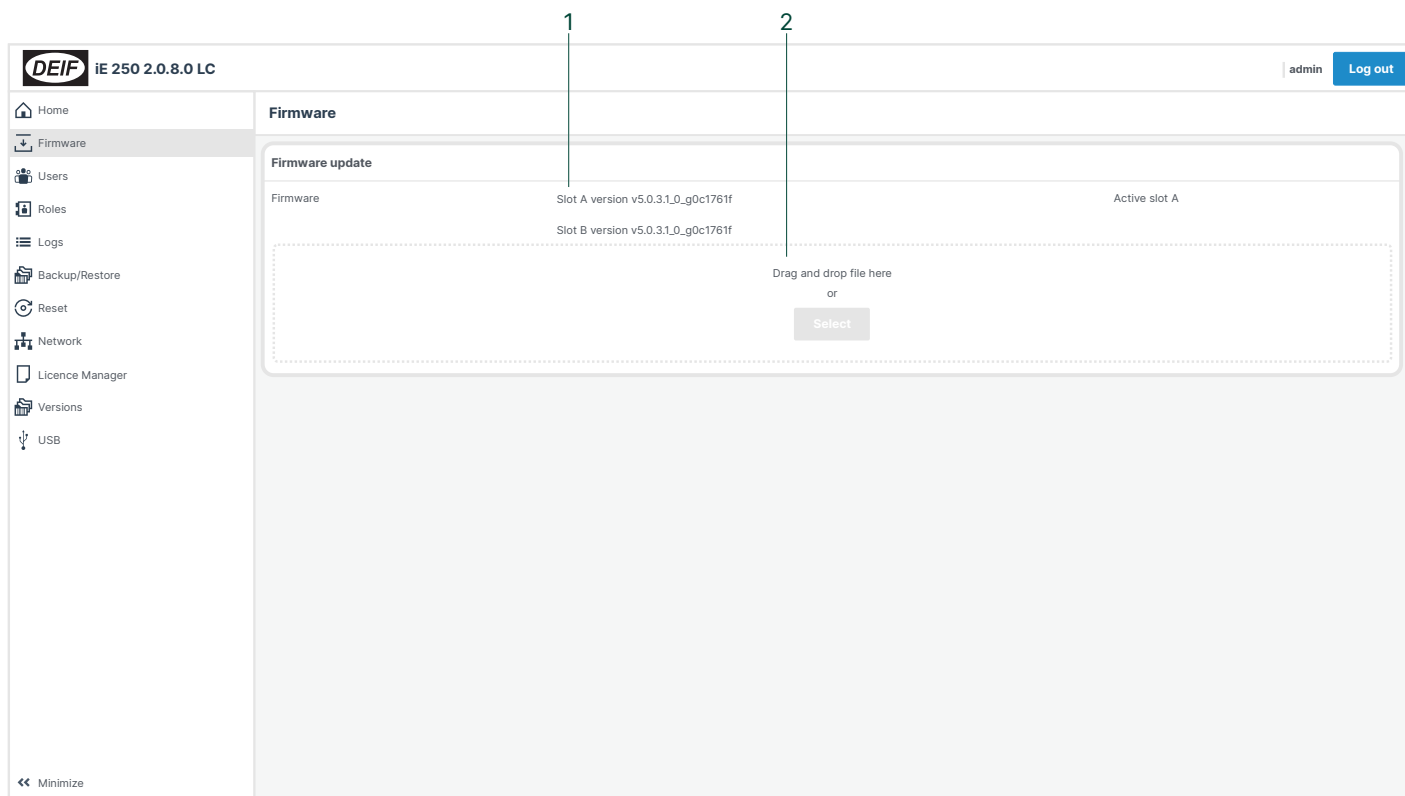 1 2
DEIF iE 250 2.0.8.0 LC admin Log out
Home
Firmware
Users
Roles
Logs
Backup/Restore
Reset
Network
Licence Manager
Versions
USB
Minimize
Firmware
Firmware update
Firmware Slot A version v5.0.3.1_0_g0c1761f Active slot A
Slot B version v5.0.3.1_0_g0c1761f
Drag and drop file here
or
Select